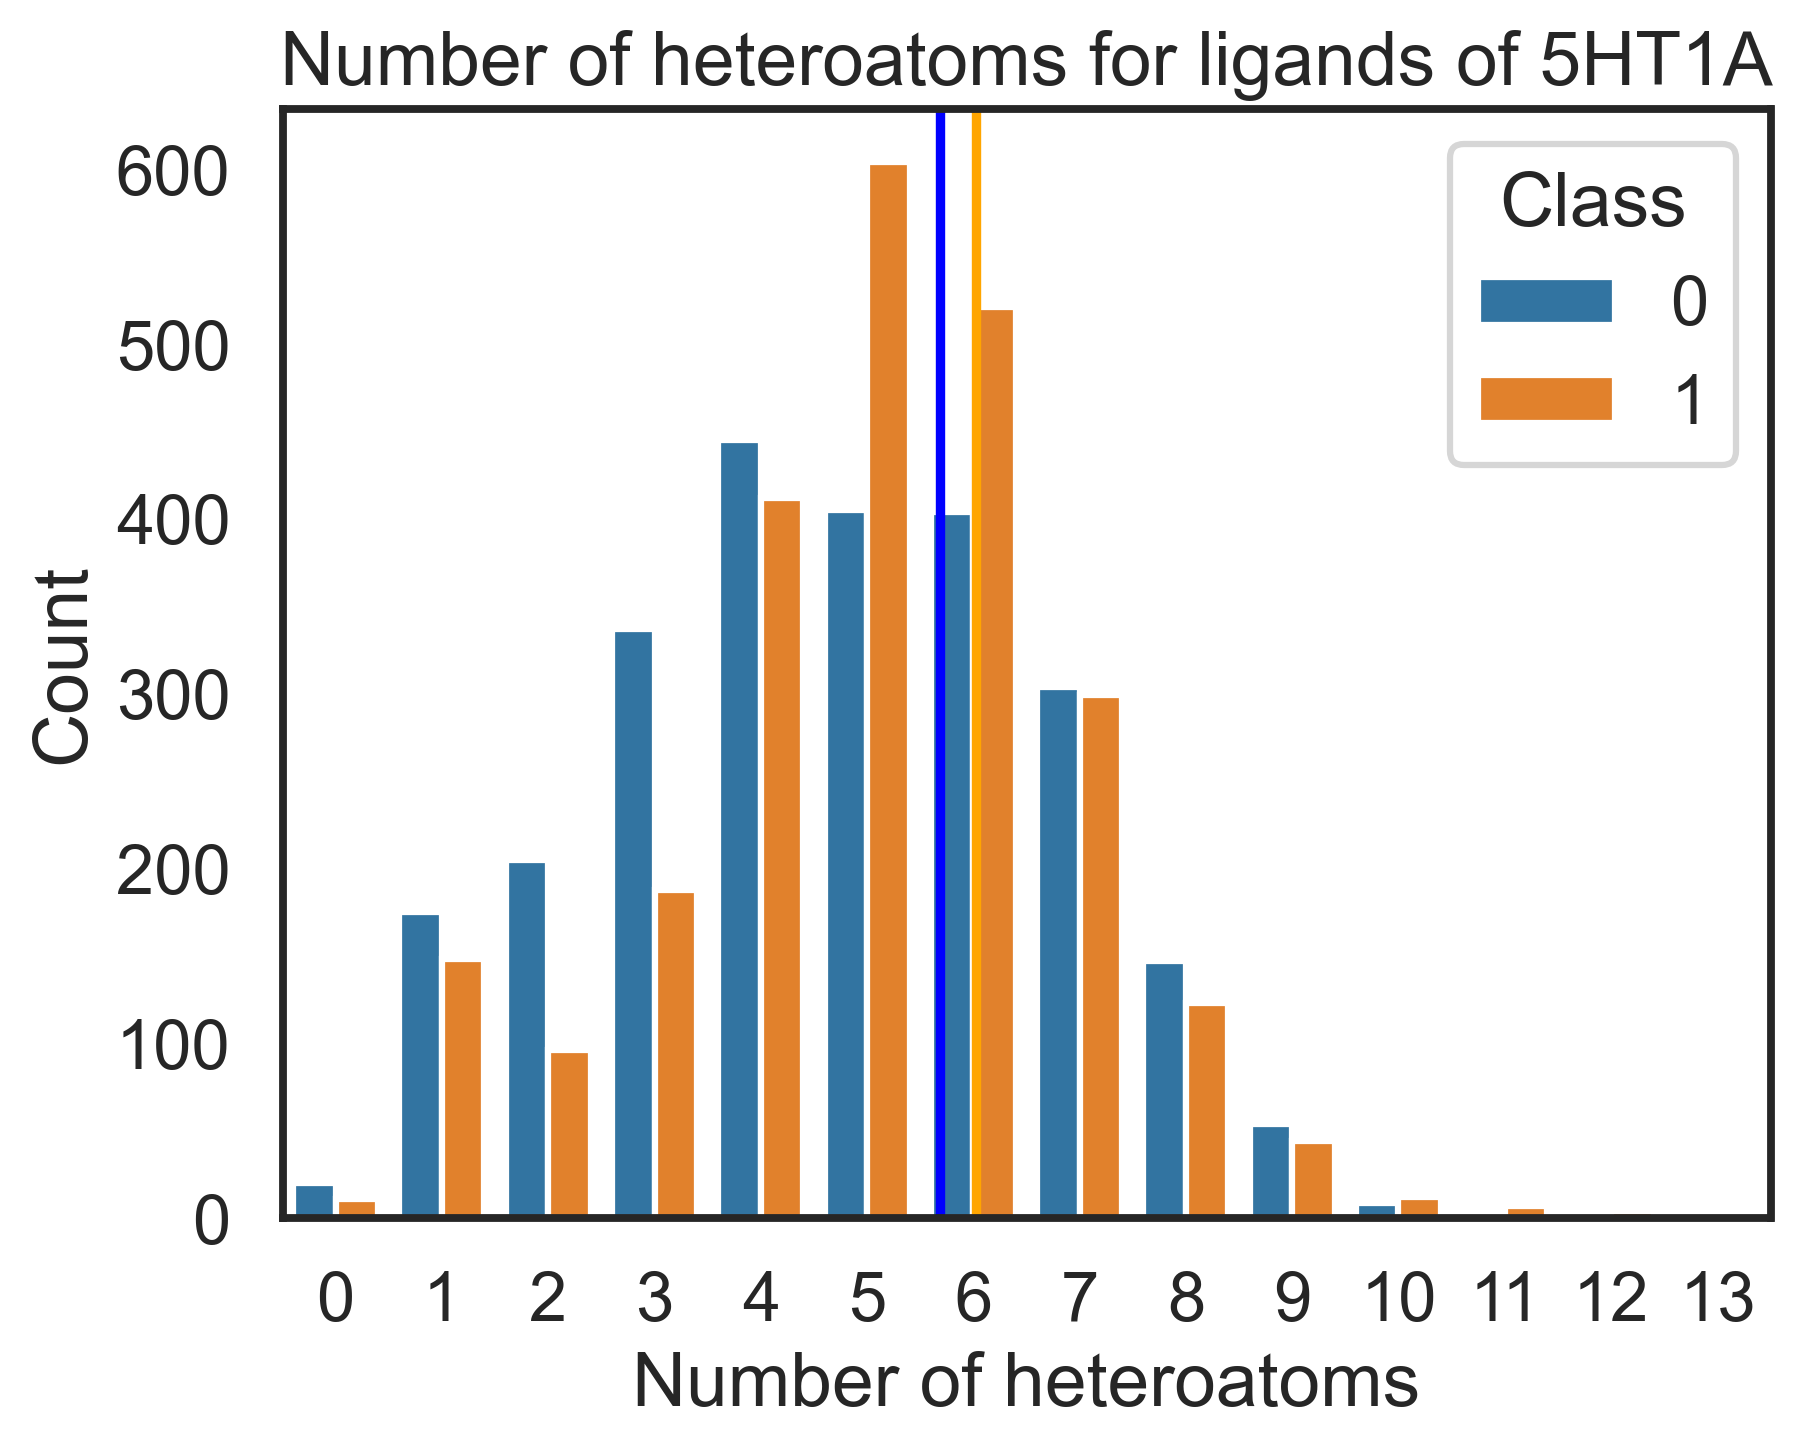 Number of heteroatoms for ligands of 5HT1A
600
500
400
300
200
100
0
Count
Class
0
1
0 1 2 3 4 5 6 7 8 9 10 11 12 13
Number of heteroatoms